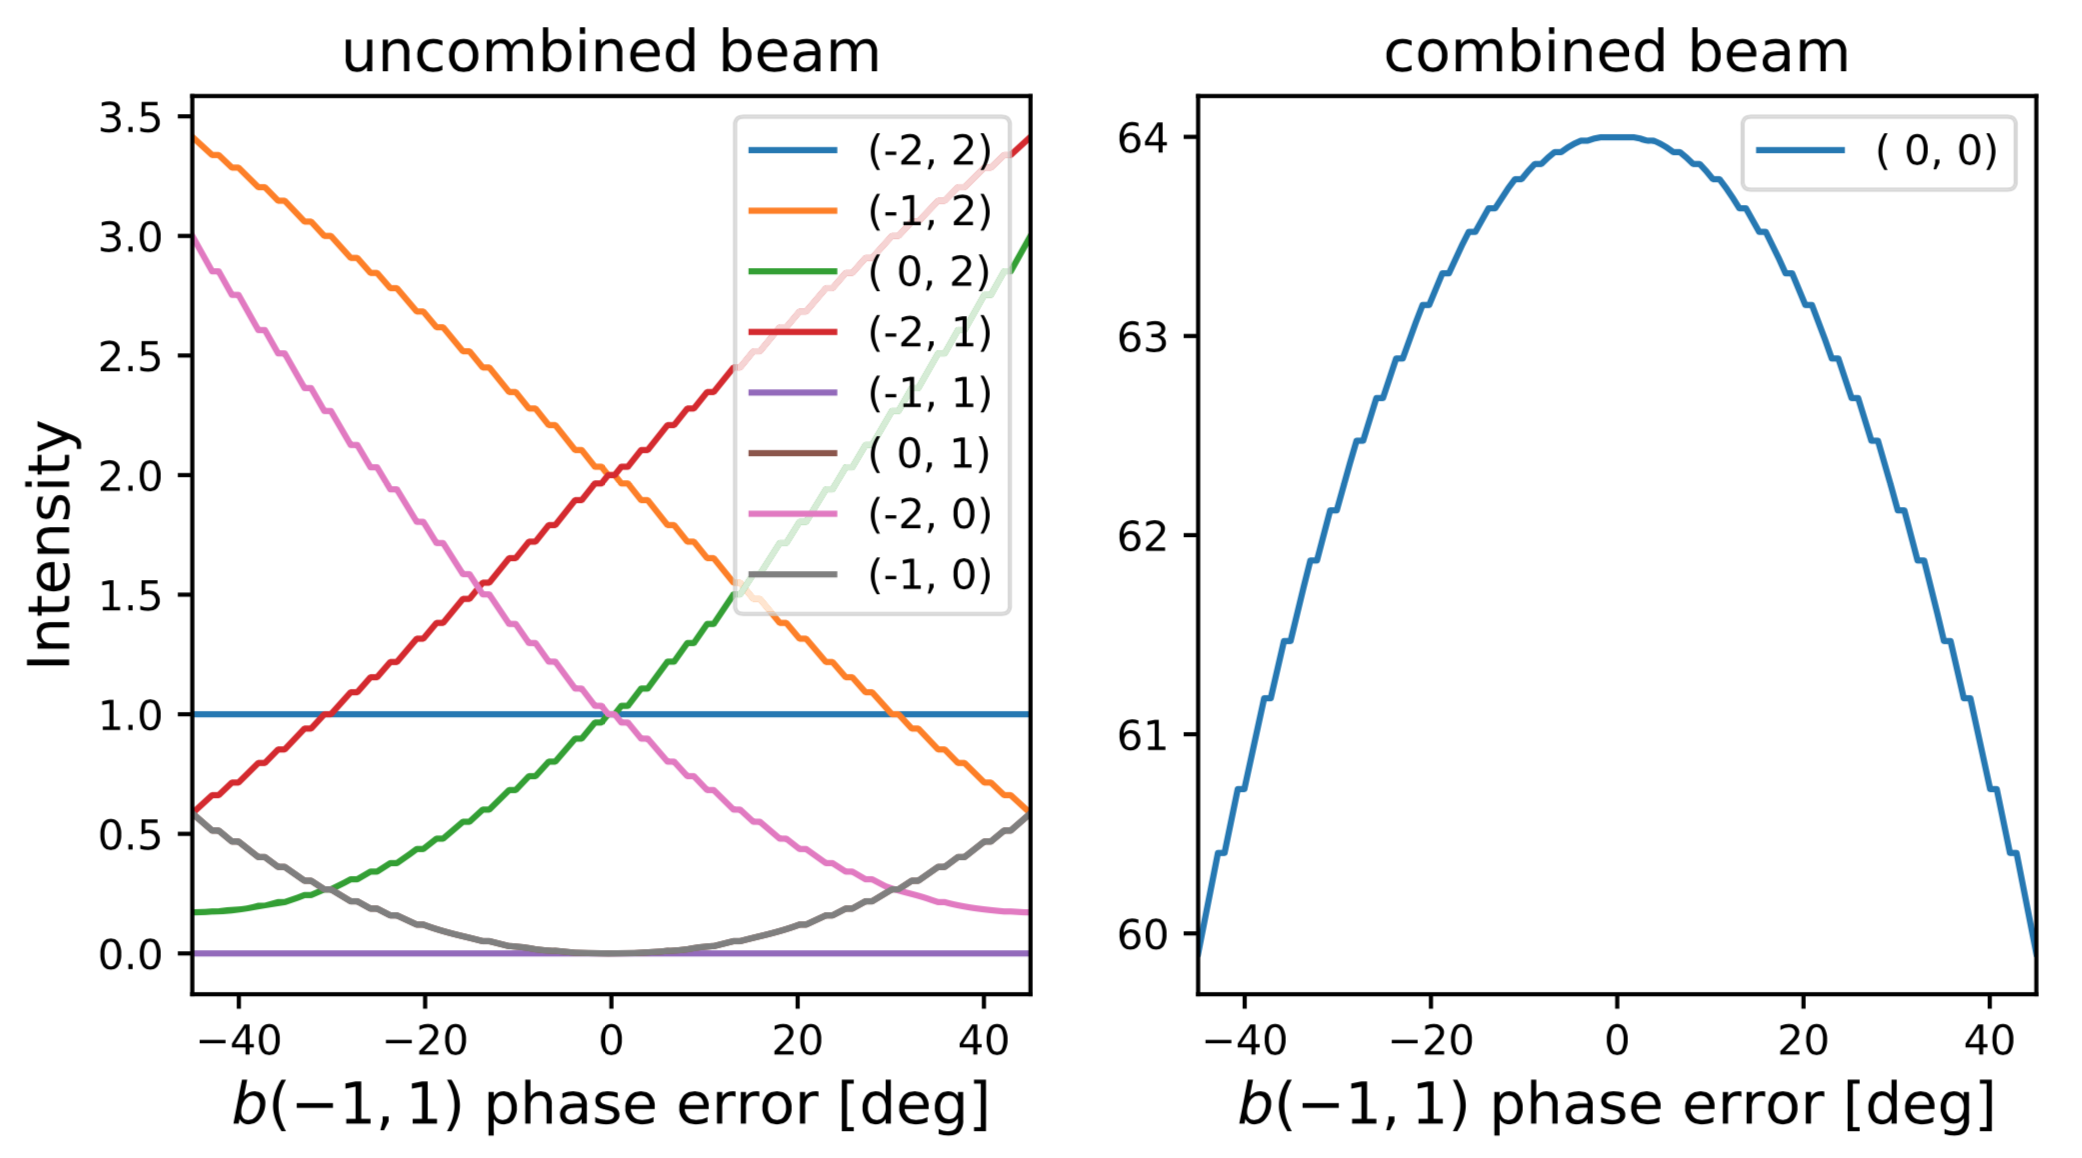 uncombined beam
3.5
3.0
2.5
2.0
1.5
1.0
0.5
0.0
Intensity
(-2, 2)
(-1, 2)
( 0, 2)
(-2, 1)
(-1, 1)
( 0, 1)
(-2, 0)
(-1, 0)
−40 −20 0 20 40
b(−1, 1) phase error [deg]
combined beam
64
63
62
61
60
( 0, 0)
−40 −20 0 20 40
b(−1, 1) phase error [deg]